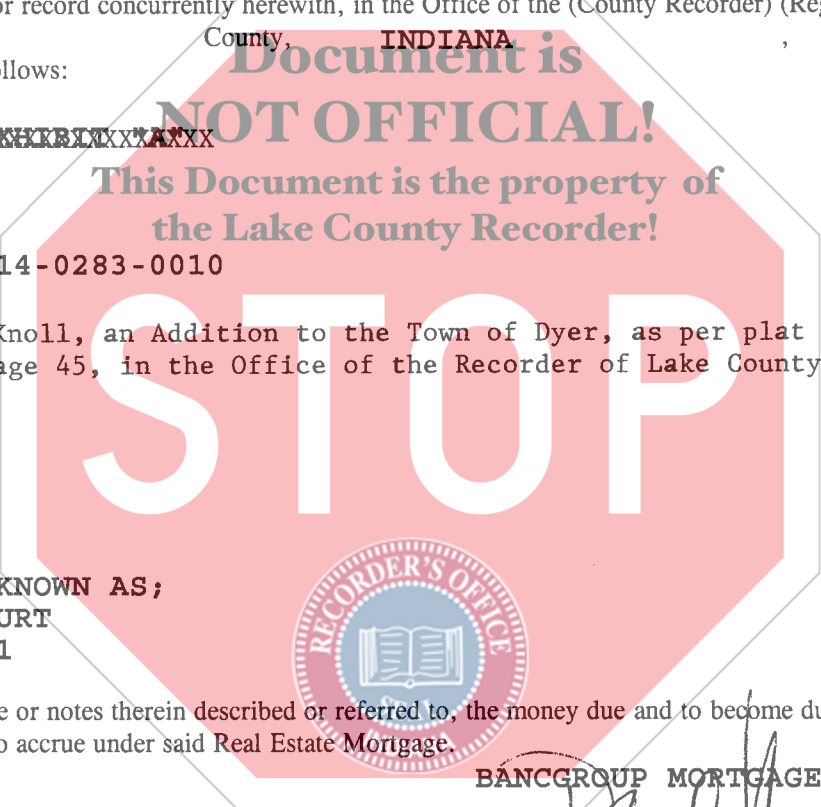 or record concurrently herewith, in the Office of the (County Recorder) (Reg
County, INDIANA ,
ollows:
Document is
NOT OFFICIAL!
EXHIBIT "A"
This Document is the property of
the Lake County Recorder!
14-0283-0010
Knoll, an Addition to the Town of Dyer, as per plat
age 45, in the Office of the Recorder of Lake County
STOP
KNOWN AS;
URT
1
RECORDER'S OFFICE
e or notes therein described or referred to, the money due and to become du
o accrue under said Real Estate Mortgage.
BANCGROUP MORTGAGE